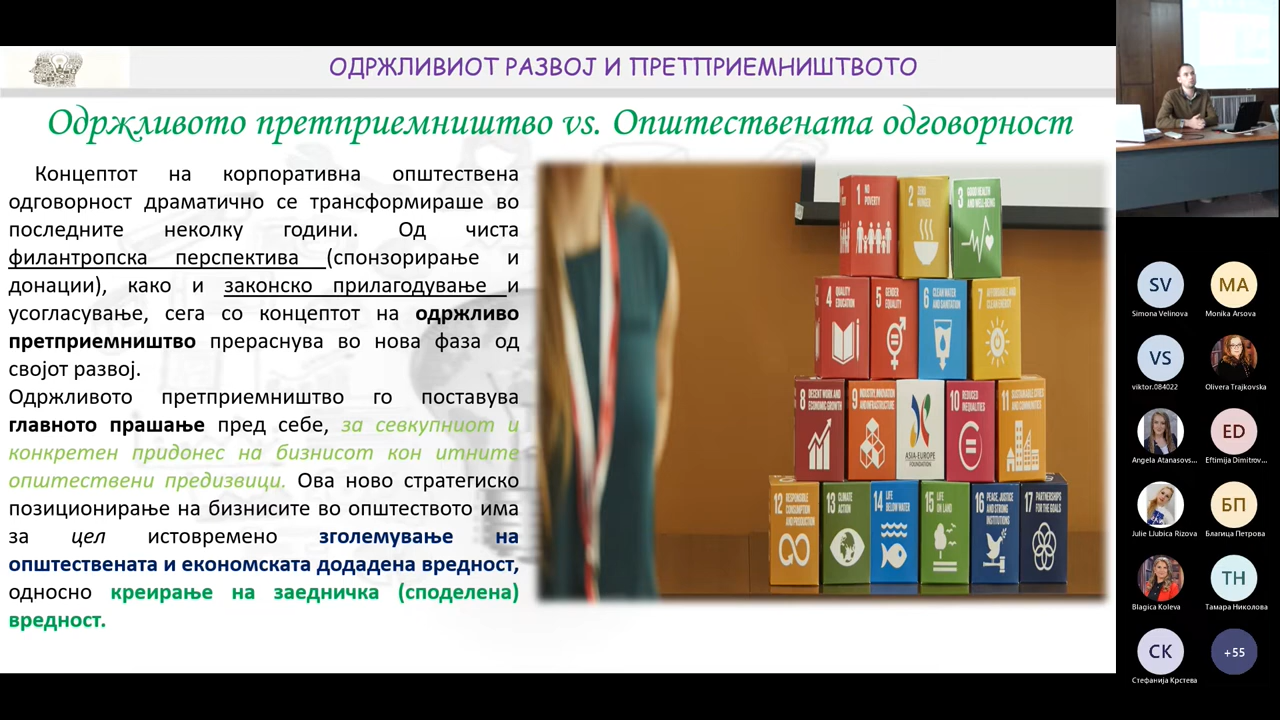 ОДРЖЛИВИОТ РАЗВОЈ И ПРЕТПРИЕМНИШТВОТО
Одржливото претприемништво vs. Општествената одговорност
Концептот на корпоративна општествена
одговорност драматично се трансформираше во
последните неколку години. Од чиста
филантропска перспектива (спонзорирање и
донации), како и законско прилагодување и
усогласување, сега со концептот на одржливо
претприемништво прераснува во нова фаза од
својот развој.
Одржливото претприемништво го поставува
главното прашање пред себе, за севкупниот и
конкретен придонес на бизнисот кон итните
општествени предизвици. Ова ново стратегиско
позиционирање на бизнисите во општеството има
за цел истовремено зголемување на
општествената и економската додадена вредност,
односно креирање на заедничка (споделена)
вредност.
1 NO POVERTY
2 ZERO HUNGER
3 GOOD HEALTH AND WELL-BEING
4 QUALITY EDUCATION
5 GENDER EQUALITY
6 CLEAN WATER AND SANITATION
7 AFFORDABLE AND CLEAN ENERGY
8 DECENT WORK AND ECONOMIC GROWTH
9 INDUSTRY, INNOVATION AND INFRASTRUCTURE
ASIA-EUROPE FOUNDATION
10 REDUCED INEQUALITIES
11 SUSTAINABLE CITIES AND COMMUNITIES
12 RESPONSIBLE CONSUMPTION AND PRODUCTION
13 CLIMATE ACTION
14 LIFE BELOW WATER
15 LIFE ON LAND
16 PEACE, JUSTICE AND STRONG INSTITUTIONS
17 PARTNERSHIPS FOR THE GOALS
SV
Simona Velinova
MA
Monika Arsova
VS
viktor.084022
Olivera Trajkovska
Angela Atanasovs...
ED
Eftimija Dimitrov...
Julie LJubica Rizova
БП
Благица Петрова
Blagica Koleva
ТН
Тамара Николова
СК
Стефанија Крстева
+55